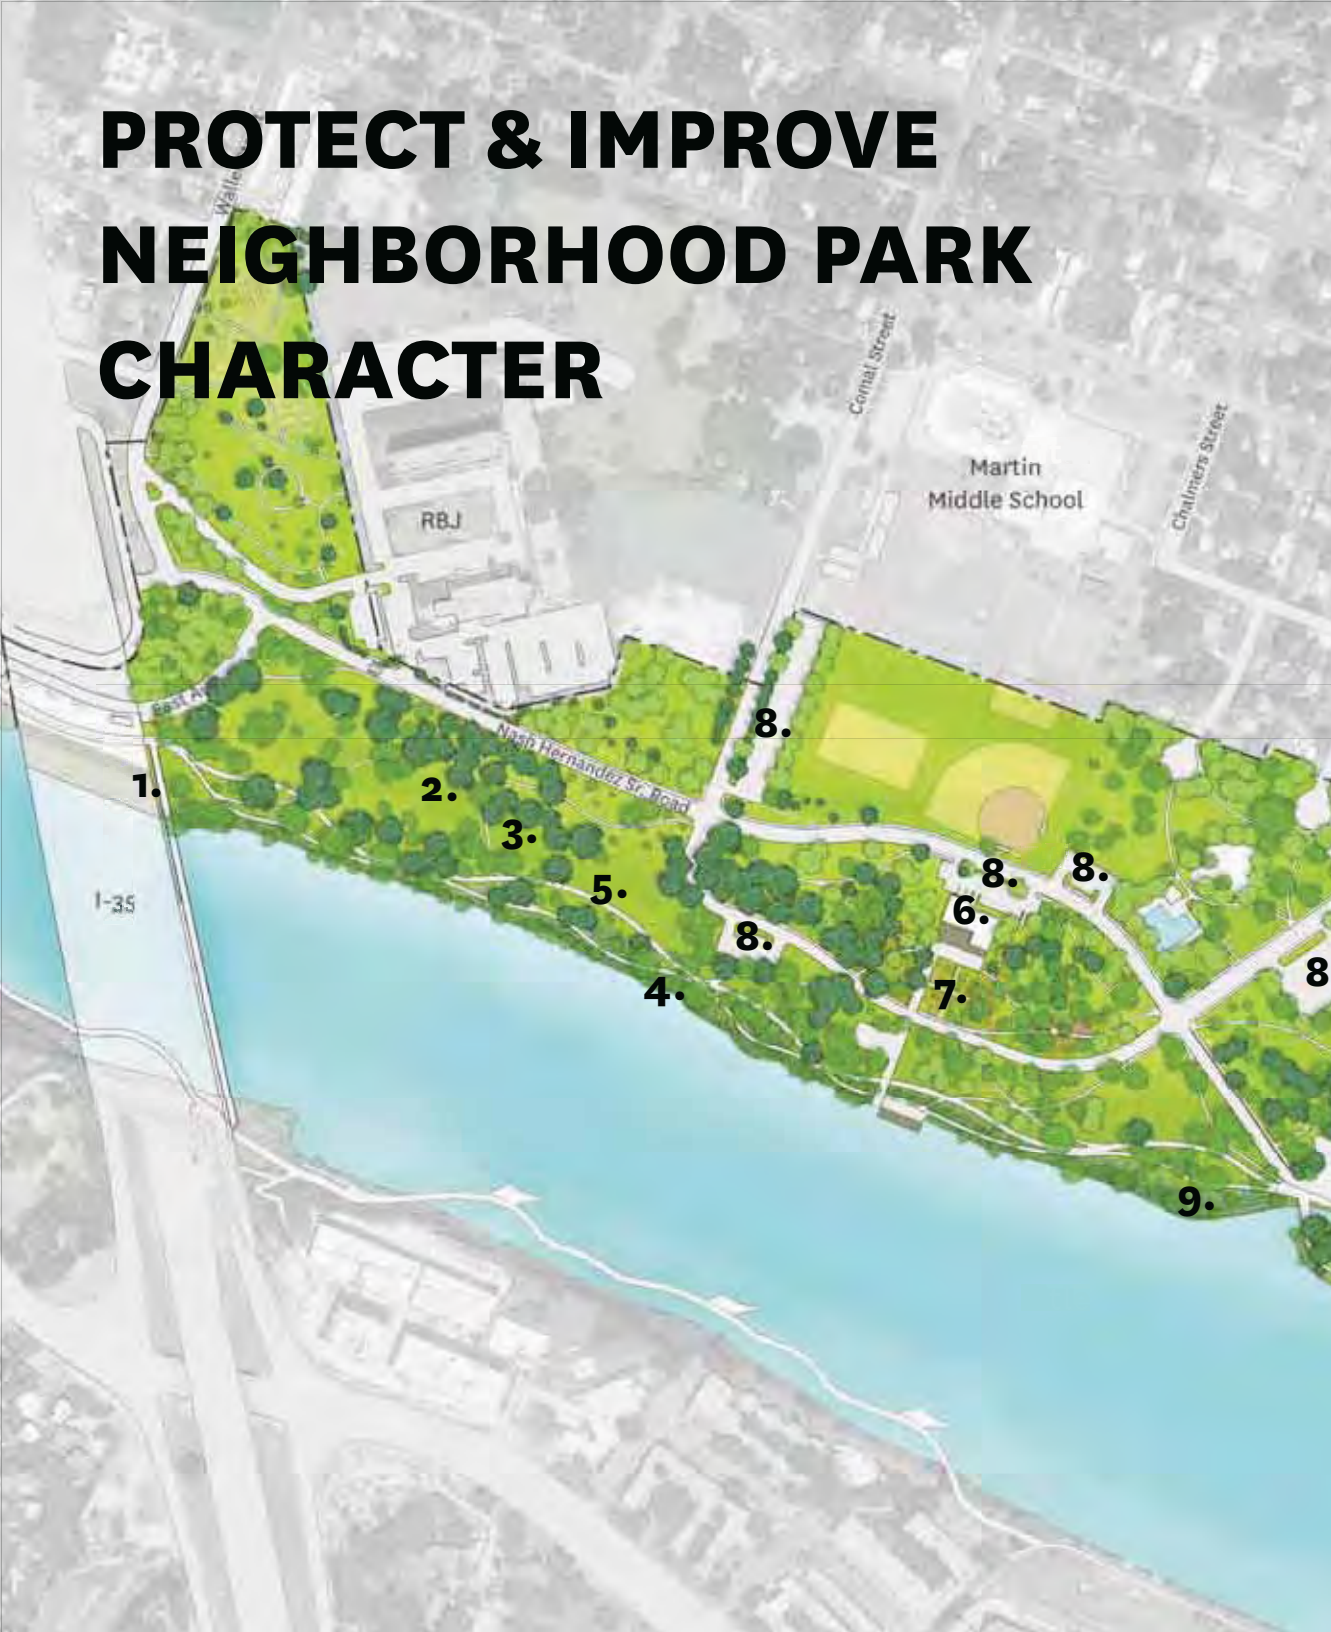 PROTECT & IMPROVE
NEIGHBORHOOD PARK
CHARACTER
Comal Street
Chalmers Street
Martin
Middle School
RBJ
East
Nash Hernandez Sr. Road
8.
1.
2.
3.
5.
8.
8.
6.
8.
4.
7.
8
I-35
9.